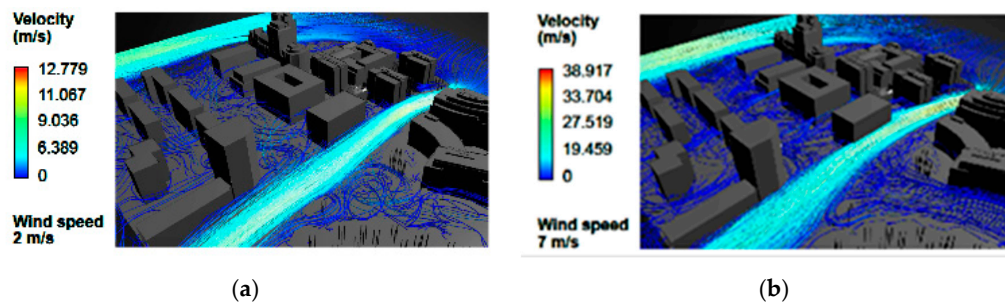 Velocity
(m/s)
12.779
11.067
9.036
6.389
0
Wind speed
2 m/s
(a)
Velocity
(m/s)
38.917
33.704
27.519
19.459
0
Wind speed
7 m/s
(b)